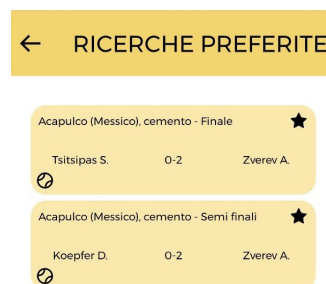 RICERCHE PREFERITE
Acapulco (Messico), cemento - Finale
Tsitsipas S. 0-2 Zverev A.
Acapulco (Messico), cemento - Semi finali
Koepfer D. 0-2 Zverev A.